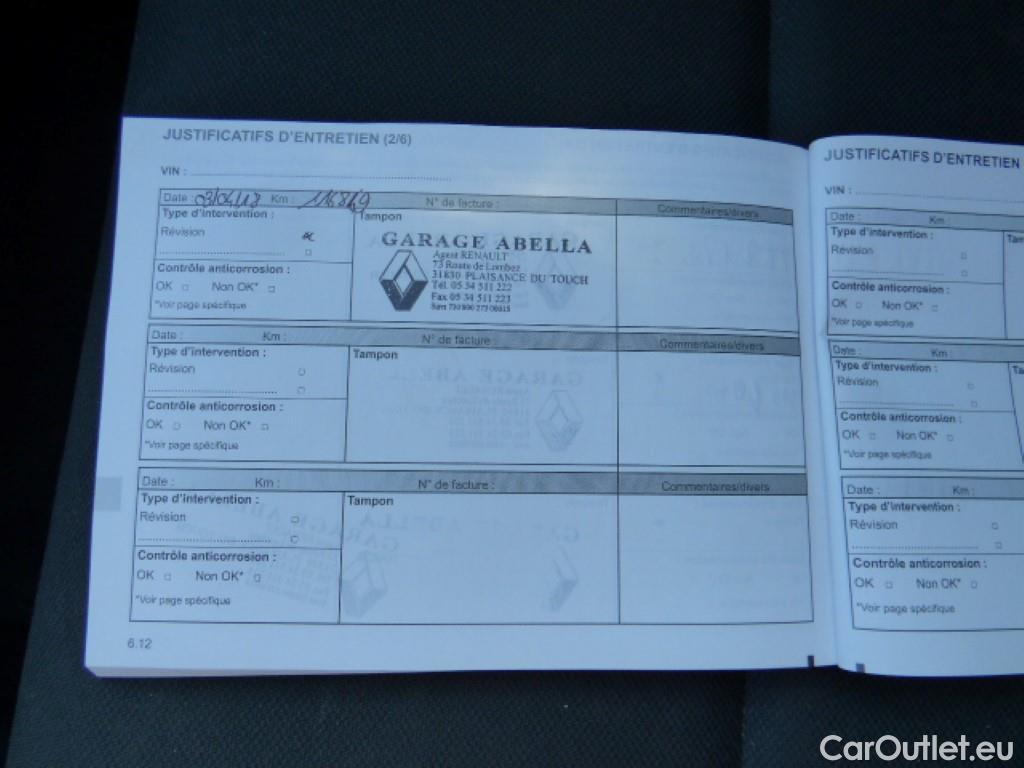 JUSTIFICATIFS D'ENTRETIEN (2/6)
VIN :
Date : 03/04/18 Km : 116849 N° de facture : Commentaires/divers
Type d'intervention :
Révision
Tampon
GARAGE ABELLA
Agent RENAULT
73 Route de Lombez
31830 PLAISANCE DU TOUCH
Tél. 05 34 511 222
Fax 05 34 511 223
Contrôle anticorrosion :
OK Non OK*
*Voir page spécifique
Date : Km : N° de facture : Commentaires/divers
Type d'intervention :
Révision
Tampon
Contrôle anticorrosion :
OK Non OK*
*Voir page spécifique
Date : Km : N° de facture : Commentaires/divers
Type d'intervention :
Révision
Tampon
Contrôle anticorrosion :
OK Non OK*
*Voir page spécifique
6.12
JUSTIFICATIFS D'ENTRETIEN
VIN :
Date : Km :
Type d'intervention :
Révision
Contrôle anticorrosion :
OK Non OK*
*Voir page spécifique
Date : Km :
Type d'intervention :
Révision
Contrôle anticorrosion :
OK Non OK*
*Voir page spécifique
Date : Km :
Type d'intervention :
Révision
Contrôle anticorrosion :
OK Non OK*
*Voir page spécifique
CarOutlet.eu